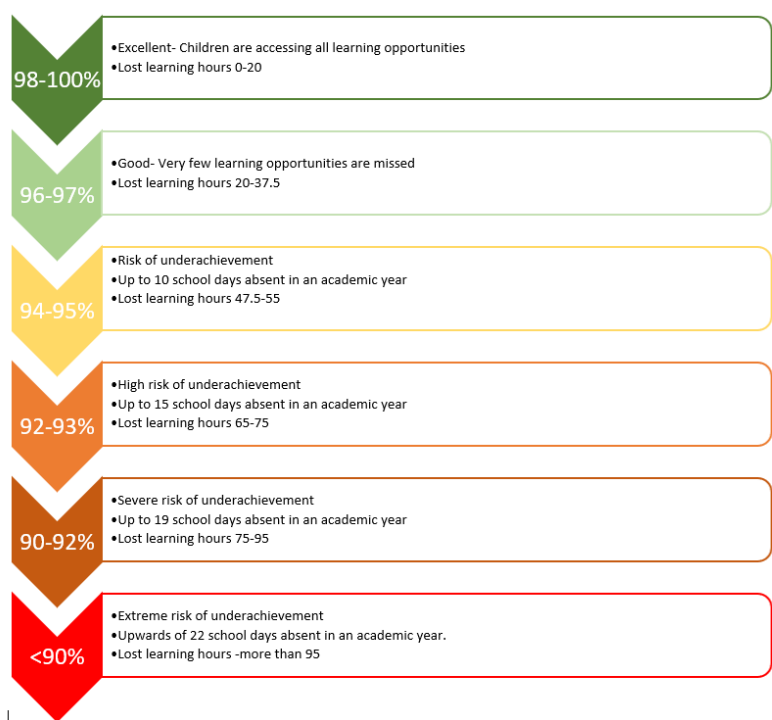 98-100%
•Excellent- Children are accessing all learning opportunities
•Lost learning hours 0-20
96-97%
•Good- Very few learning opportunities are missed
•Lost learning hours 20-37.5
94-95%
•Risk of underachievement
•Up to 10 school days absent in an academic year
•Lost learning hours 47.5-55
92-93%
•High risk of underachievement
•Up to 15 school days absent in an academic year
•Lost learning hours 65-75
90-92%
•Severe risk of underachievement
•Up to 19 school days absent in an academic year
•Lost learning hours 75-95
<90%
•Extreme risk of underachievement
•Upwards of 22 school days absent in an academic year.
•Lost learning hours -more than 95